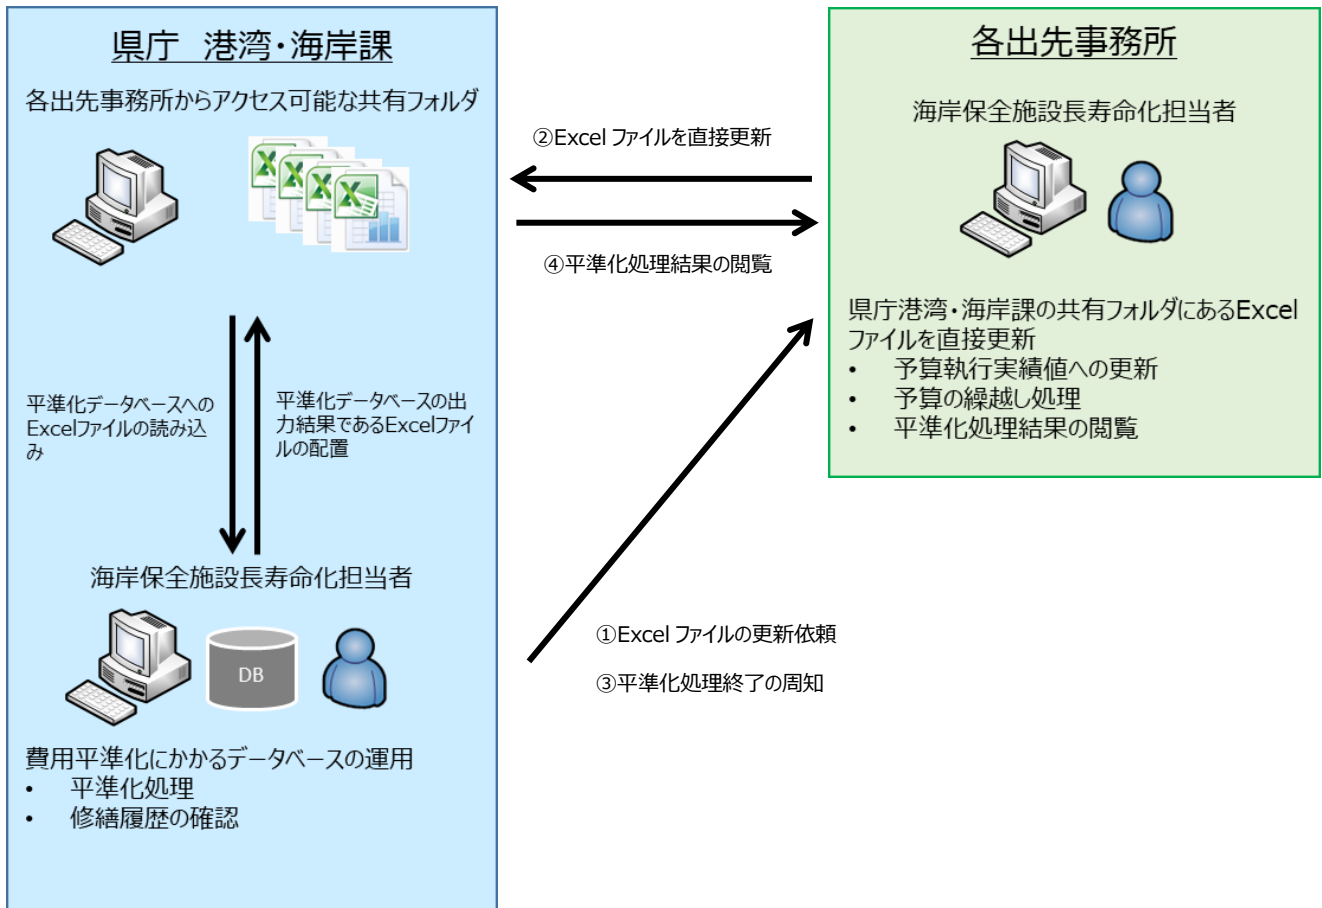 県庁　港湾・海岸課
各出先事務所からアクセス可能な共有フォルダ
平準化データベースへの
Excelファイルの読み込
み
平準化データベースの出
力結果であるExcelファイ
ルの配置
海岸保全施設長寿命化担当者
DB
費用平準化にかかるデータベースの運用
• 平準化処理
• 修繕履歴の確認
②Excel ファイルを直接更新
④平準化処理結果の閲覧
①Excel ファイルの更新依頼
③平準化処理終了の周知
各出先事務所
海岸保全施設長寿命化担当者
県庁港湾・海岸課の共有フォルダにあるExcel
ファイルを直接更新
• 予算執行実績値への更新
• 予算の繰越し処理
• 平準化処理結果の閲覧